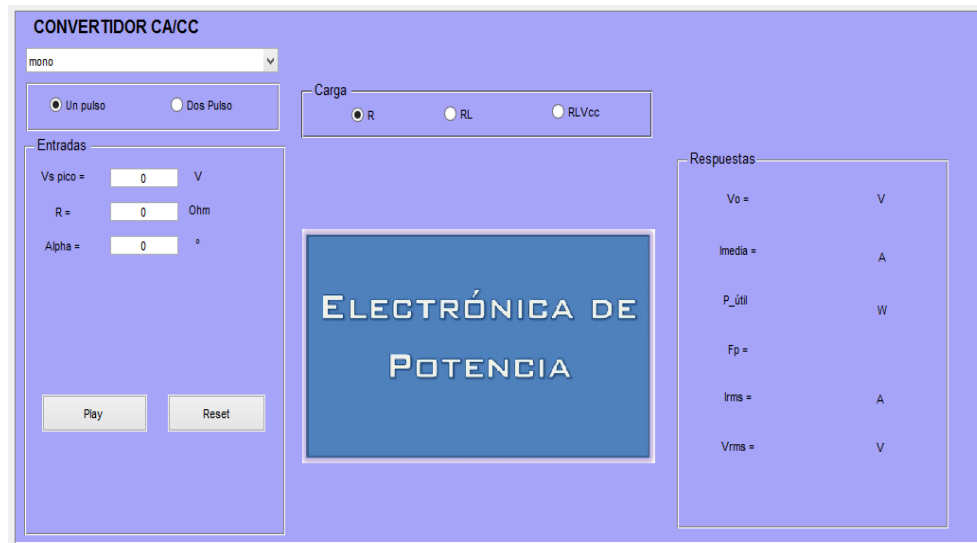 CONVERTIDOR CA/CC
mono
Un pulso
Dos Pulso
Carga
R
RL
RLVcc
Entradas
Vs pico =
0
V
R =
0
Ohm
Alpha =
0
º
Play
Reset
ELECTRÓNICA DE
POTENCIA
Respuestas
Vo =
V
Imedia =
A
P_útil
W
Fp =
Irms =
A
Vrms =
V